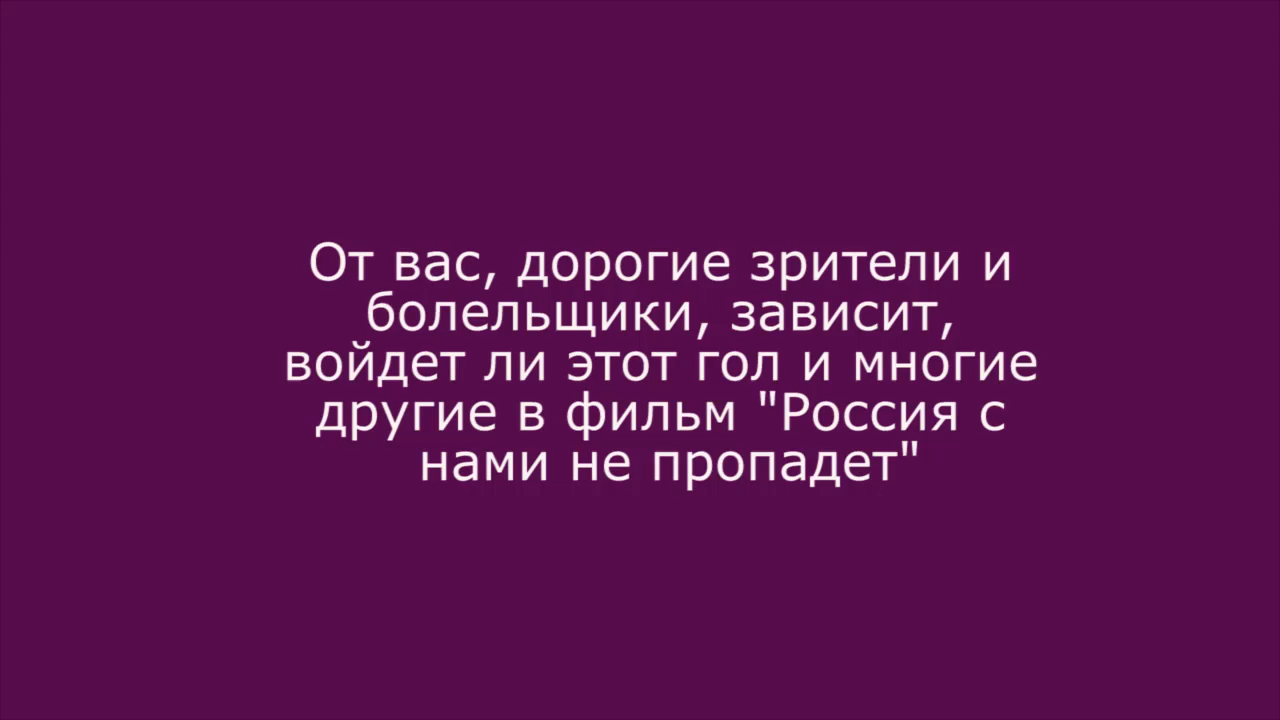 От вас, дорогие зрители и
болельщики, зависит,
войдет ли этот гол и многие
другие в фильм "Россия с
нами не пропадет"